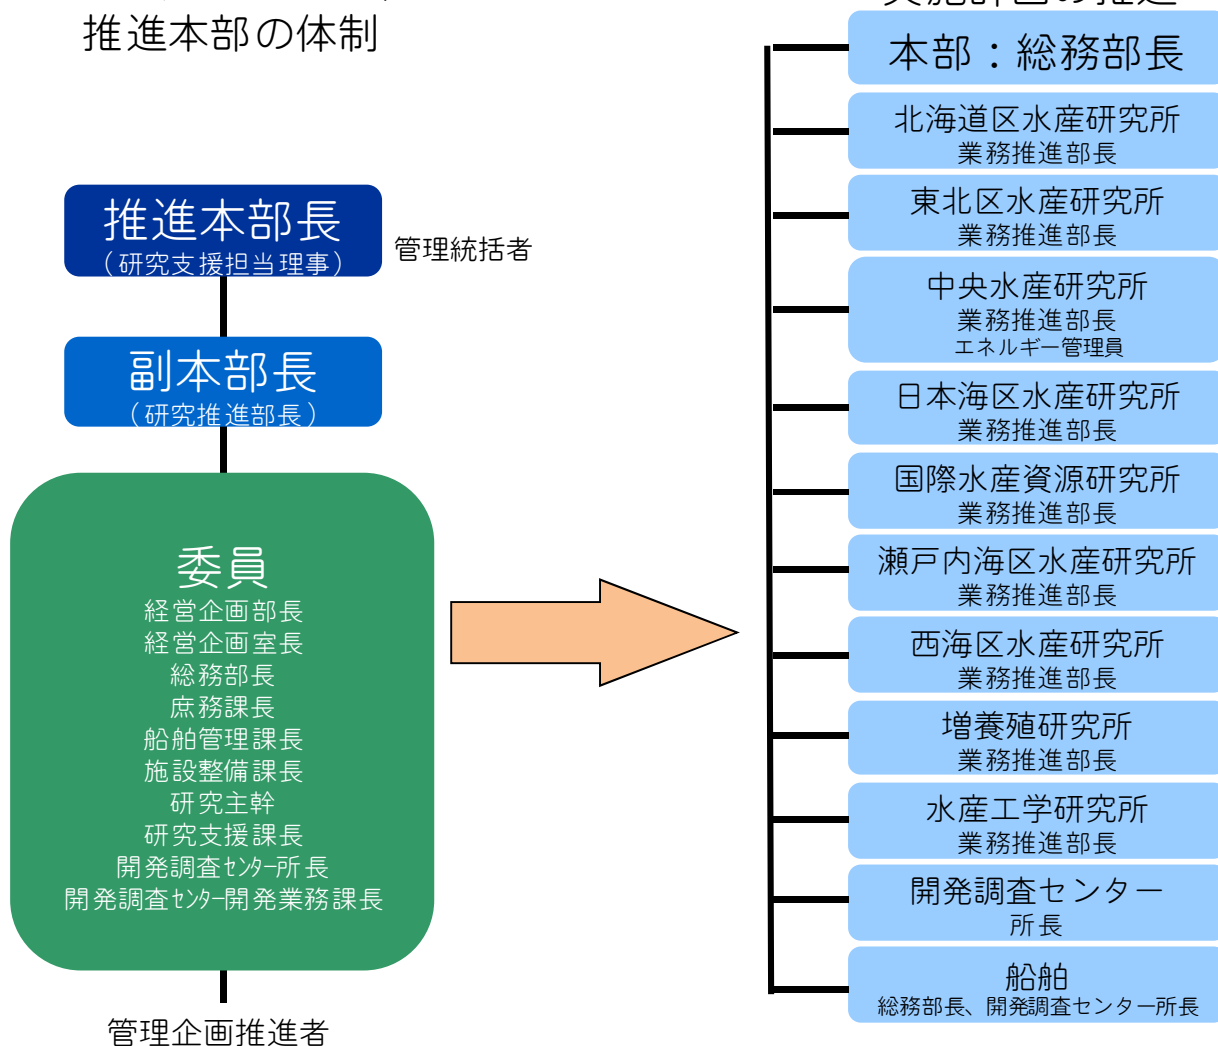 推進本部の体制
推進本部長
（研究支援担当理事）
管理統括者
副本部長
（研究推進部長）
委員
経営企画部長
経営企画室長
総務部長
庶務課長
船舶管理課長
施設整備課長
研究主幹
研究支援課長
開発調査ｾﾝﾀｰ所長
開発調査ｾﾝﾀｰ開発業務課長
管理企画推進者
実施計画の推進
本部：総務部長
北海道区水産研究所
業務推進部長
東北区水産研究所
業務推進部長
中央水産研究所
業務推進部長
エネルギー管理員
日本海区水産研究所
業務推進部長
国際水産資源研究所
業務推進部長
瀬戸内海区水産研究所
業務推進部長
西海区水産研究所
業務推進部長
増養殖研究所
業務推進部長
水産工学研究所
業務推進部長
開発調査センター
所長
船舶
総務部長、開発調査センター所長